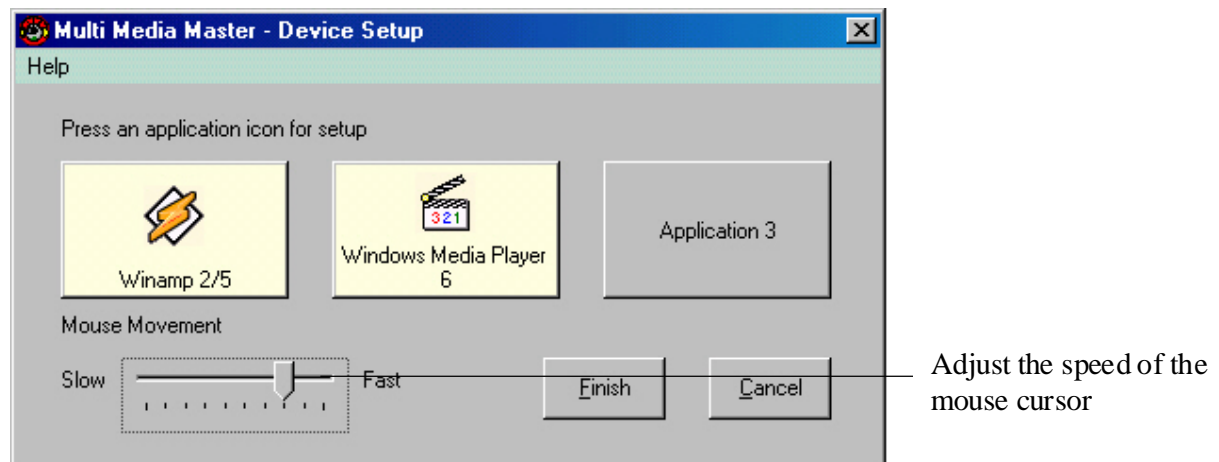 Multi Media Master - Device Setup
Help
Press an application icon for setup
321
Winamp 2/5
Windows Media Player
6
Application 3
Mouse Movement
Slow
Fast
Finish
Cancel
Adjust the speed of the
mouse cursor